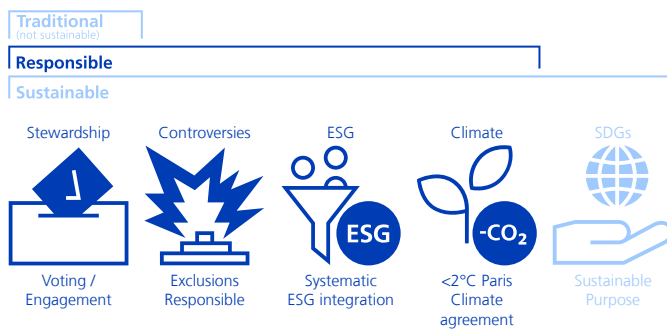 Traditional
(not sustainable)
Responsible
Sustainable
Stewardship
Controversies
ESG
Climate
SDGs
ESG
-CO₂
Voting /
Engagement
Exclusions
Responsible
Systematic
ESG integration
<2°C Paris
Climate
agreement
Sustainable
Purpose